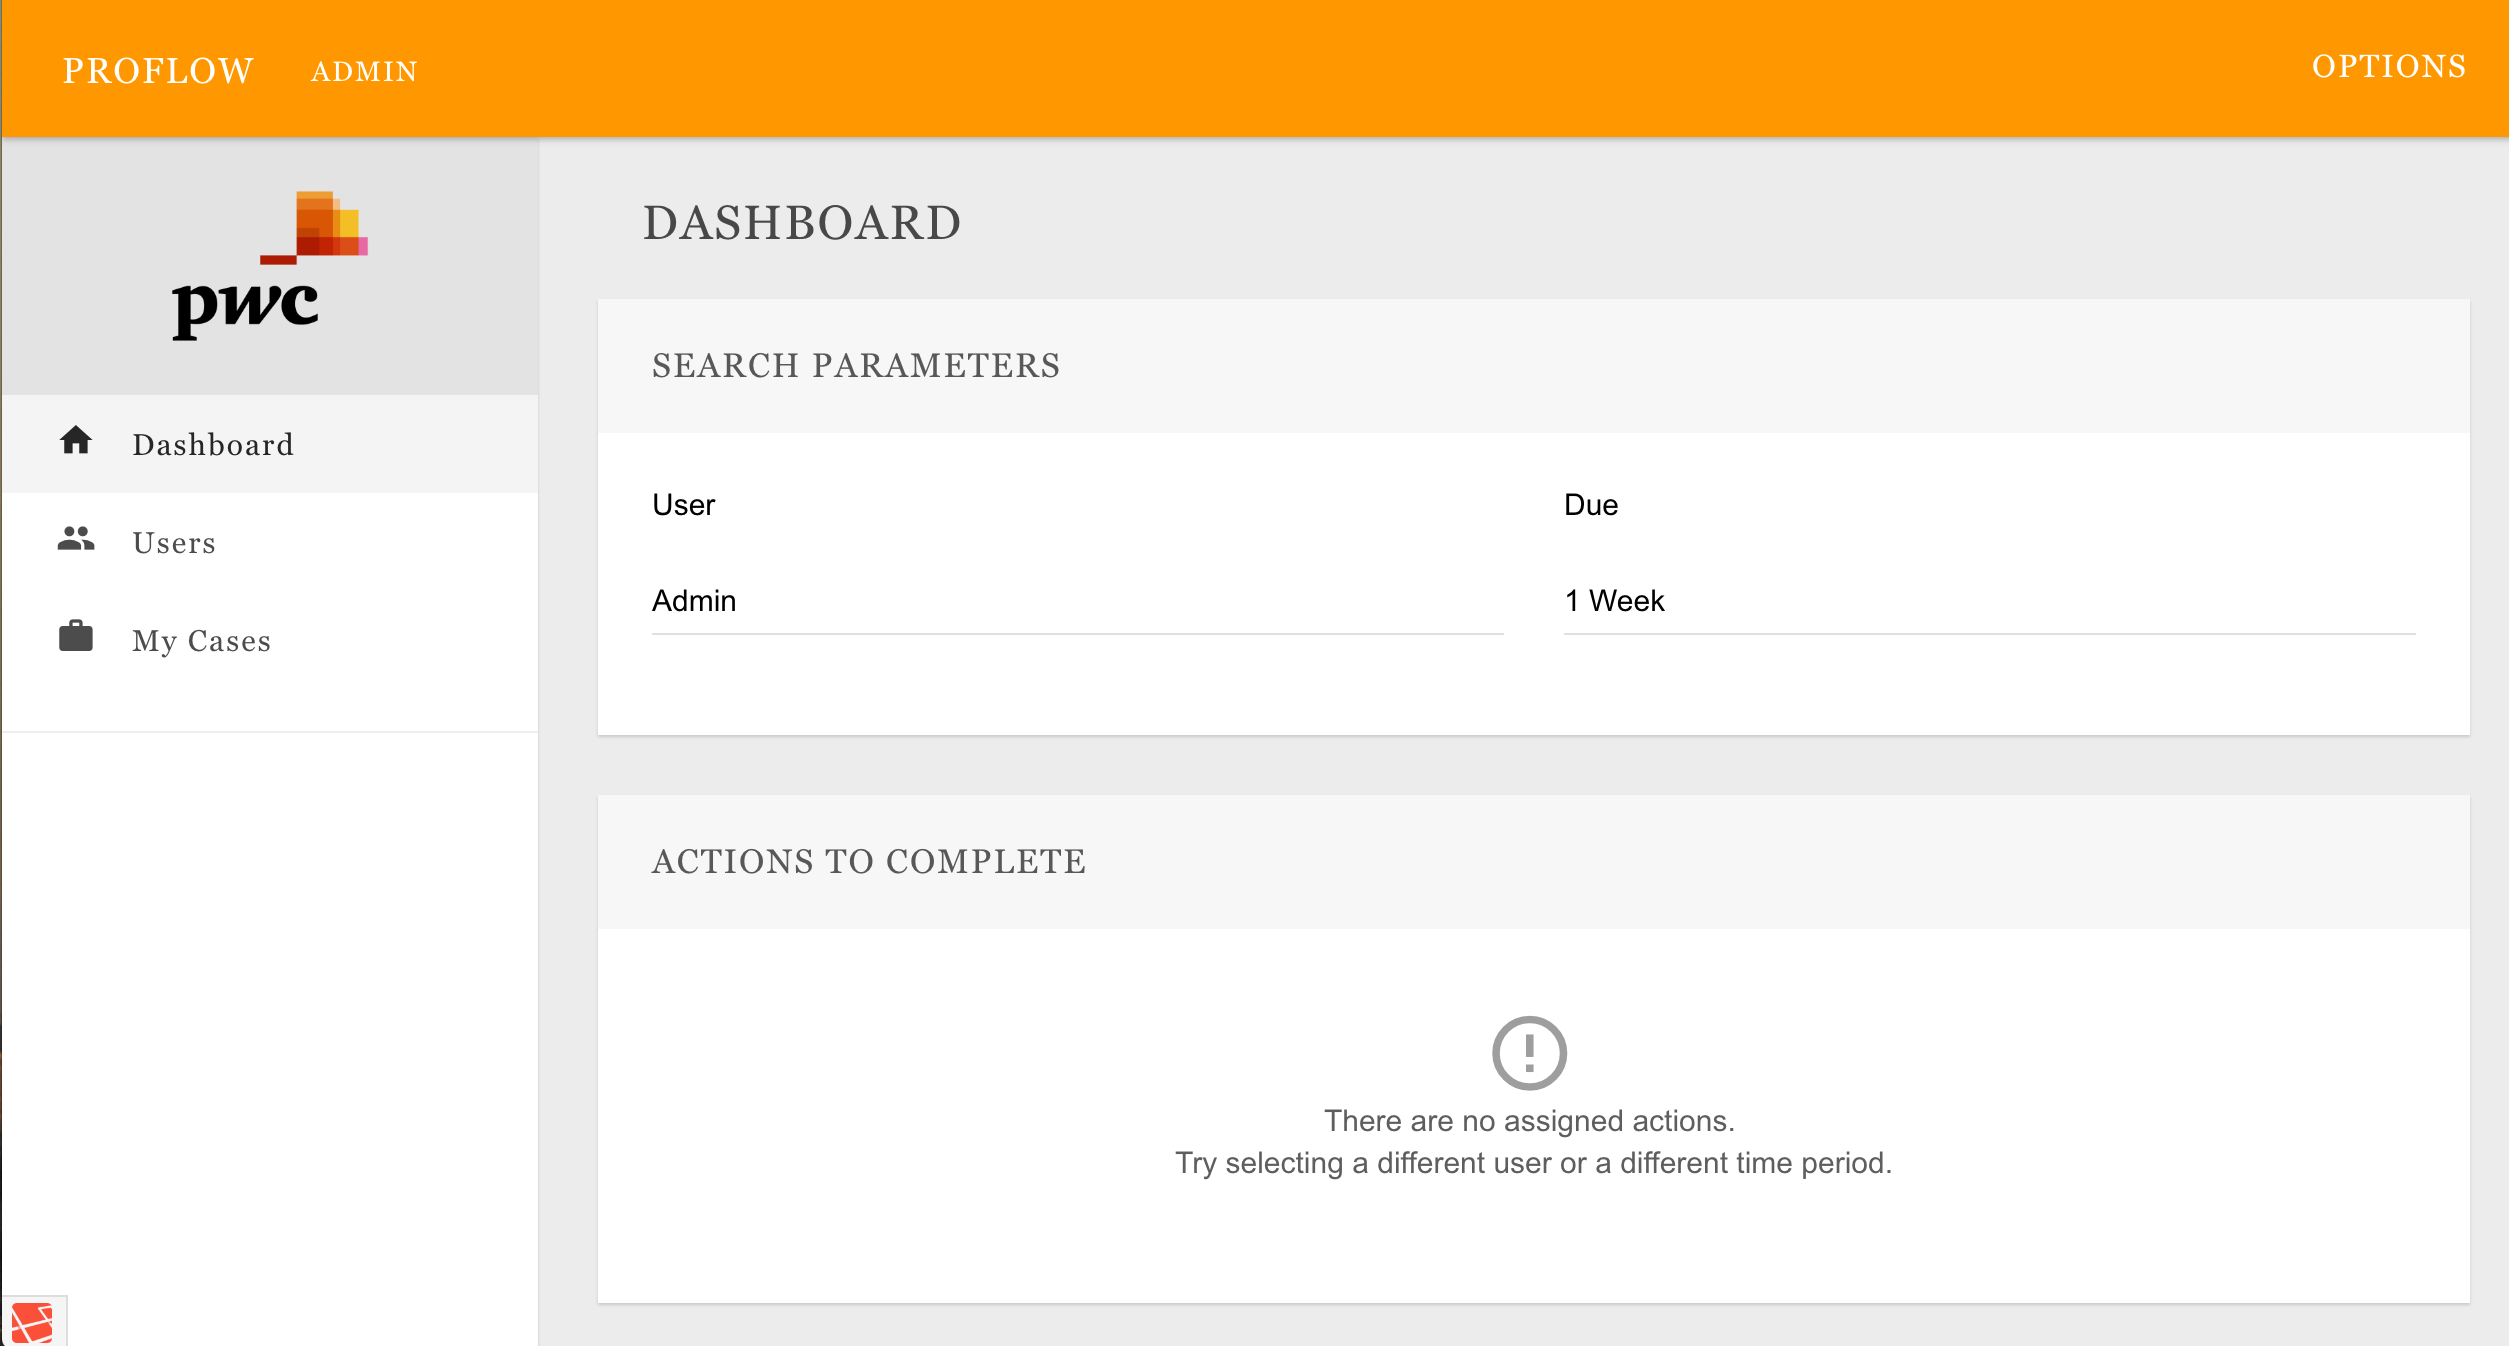 PROFLOW
ADMIN
OPTIONS
pwc
Dashboard
Users
My Cases
DASHBOARD
SEARCH PARAMETERS
User
Due
Admin
1 Week
ACTIONS TO COMPLETE
There are no assigned actions.
Try selecting a different user or a different time period.